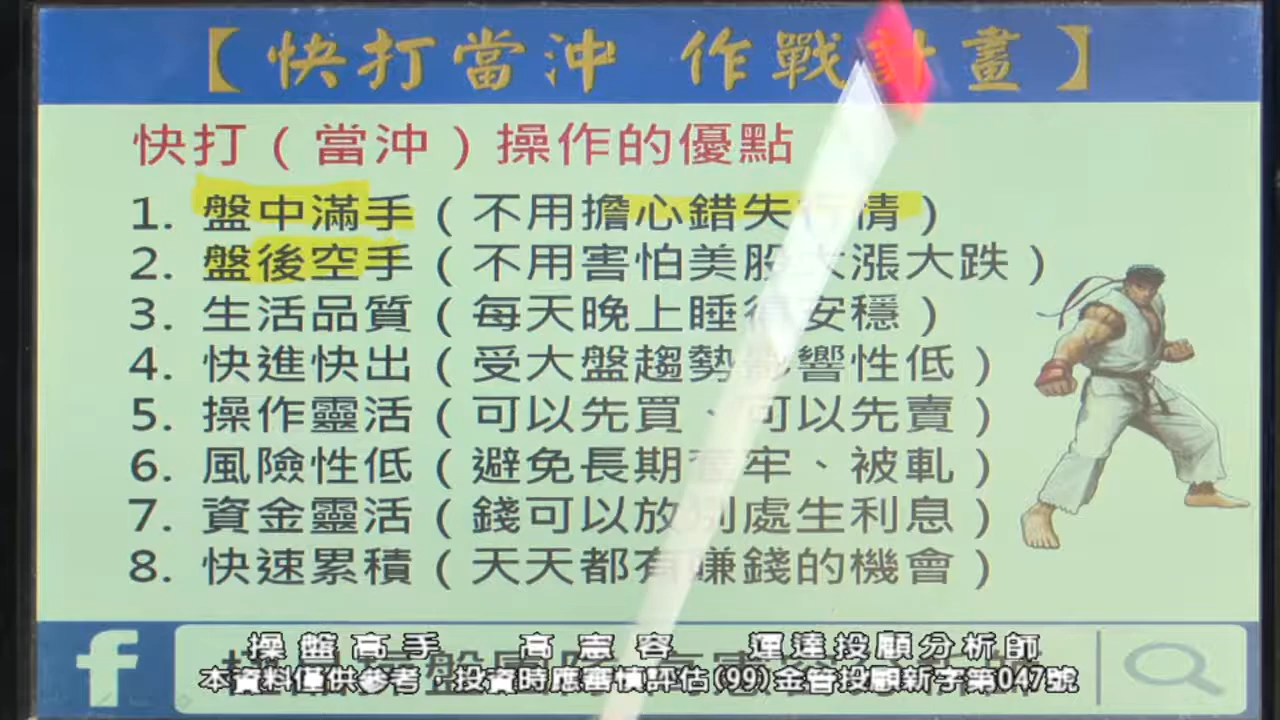 【快打當沖 作戰計畫】
快打（當沖）操作的優點
1. 盤中滿手（不用擔心錯失行情）
2. 盤後空手（不用害怕美股大漲大跌）
3. 生活品質（每天晚上睡得安穩）
4. 快進快出（受大盤趨勢影響性低）
5. 操作靈活（可以先買、可以先賣）
6. 風險性低（避免長期套牢、被軋）
7. 資金靈活（錢可以放別處生利息）
8. 快速累積（天天都有賺錢的機會）
操盤高手 高憲容 運達投顧分析師
本資料僅供參考，投資時應審慎評估(99)金管投顧新字第047號